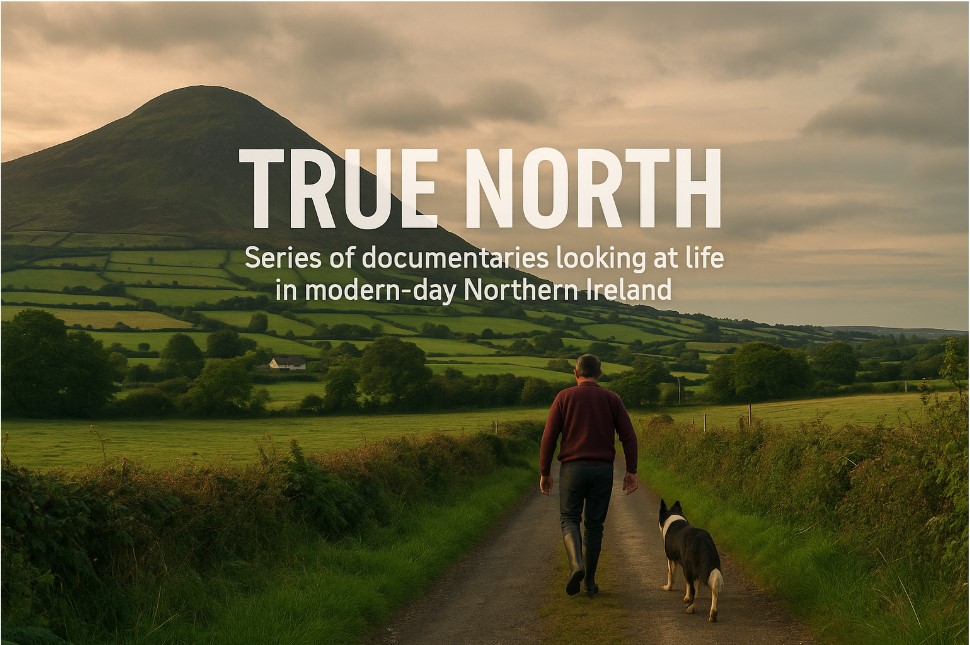 TRUE NORTH
Series of documentaries looking at life
in modern-day Northern Ireland